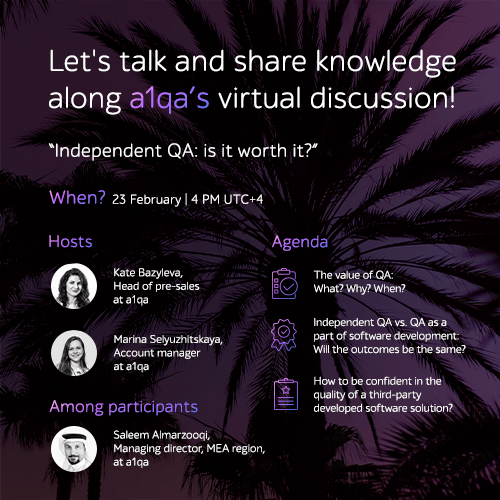 Let's talk and share knowledge
along a1qa's virtual discussion!
"Independent QA: is it worth it?"
When? 23 February | 4 PM UTC+4
Hosts
Kate Bazyleva,
Head of pre-sales
at a1qa
Marina Selyuzhitskaya,
Account manager
at a1qa
Among participants
Saleem Almarzooqi,
Managing director, MEA region,
at a1qa
Agenda
The value of QA:
What? Why? When?
Independent QA vs. QA as a
part of software development:
Will the outcomes be the same?
How to be confident in the
quality of a third-party
developed software solution?